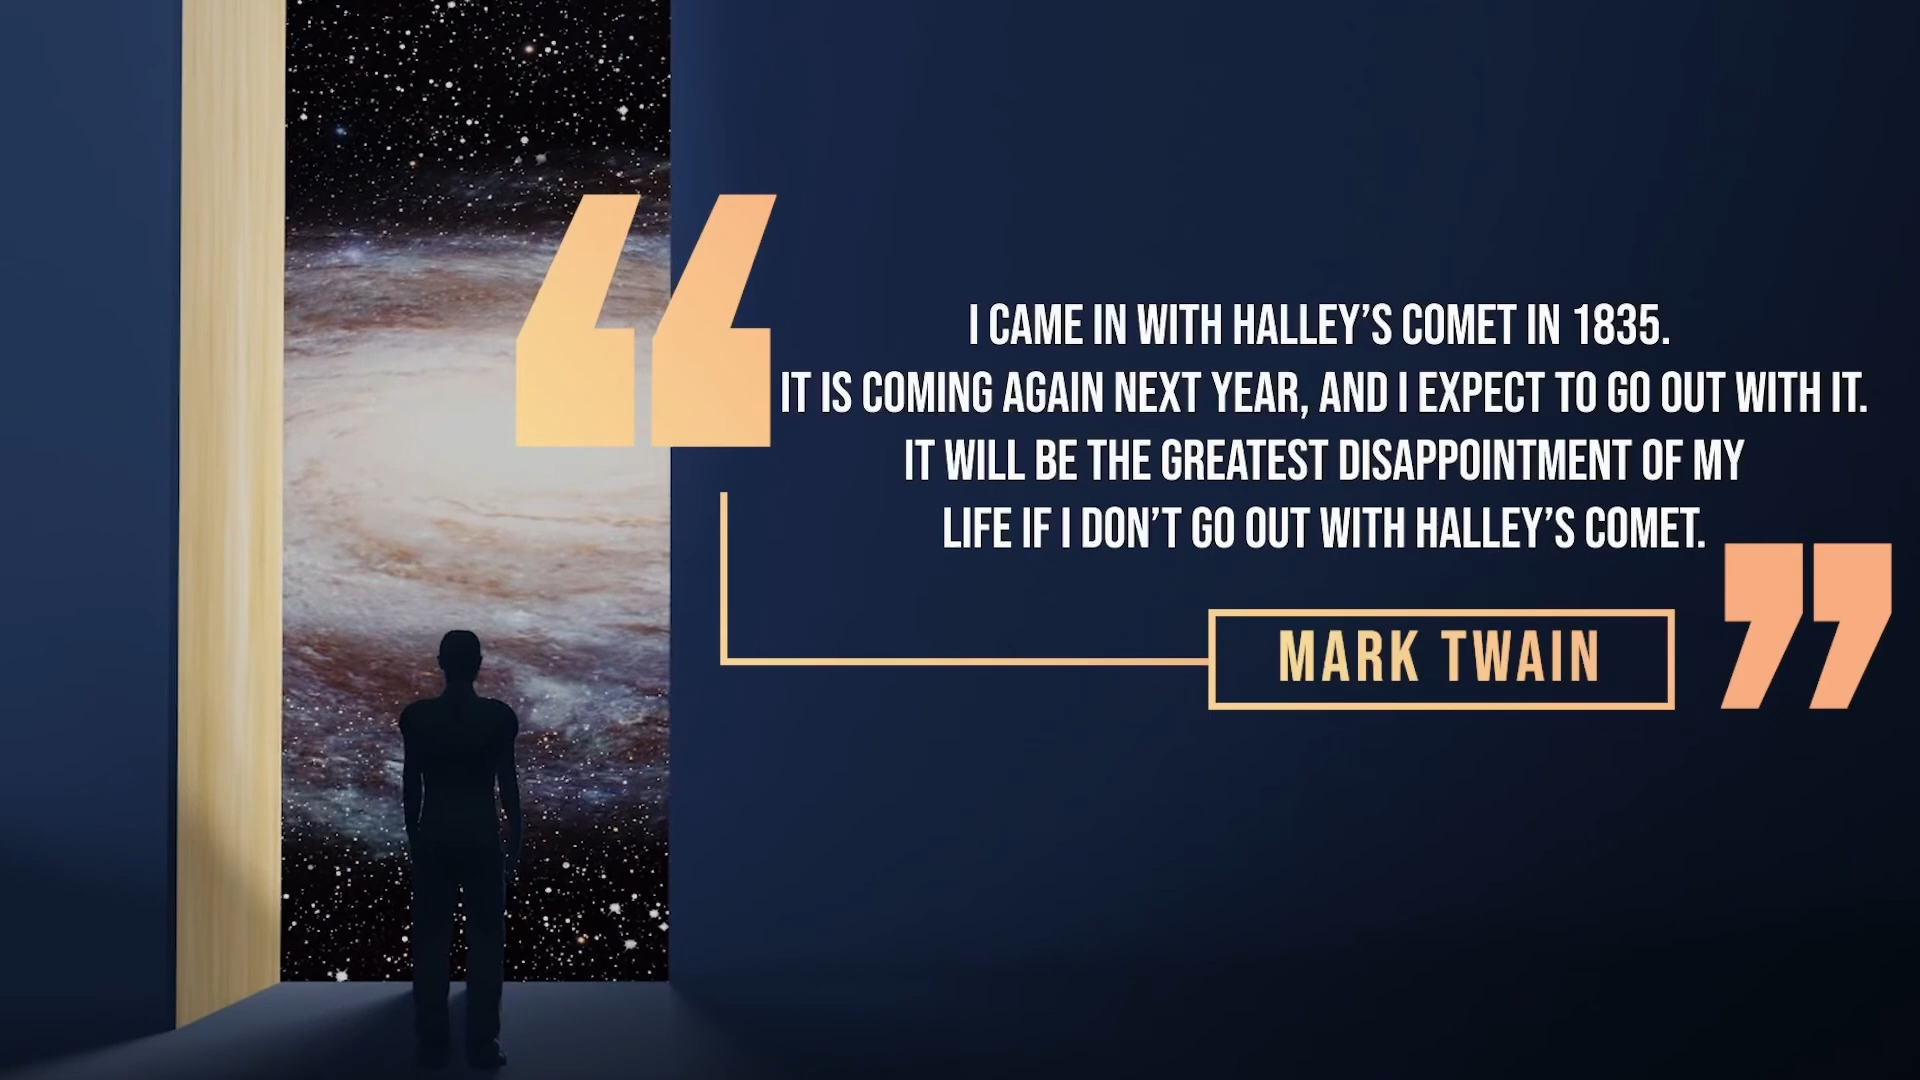 “
I CAME IN WITH HALLEY’S COMET IN 1835.
IT IS COMING AGAIN NEXT YEAR, AND I EXPECT TO GO OUT WITH IT.
IT WILL BE THE GREATEST DISAPPOINTMENT OF MY
LIFE IF I DON’T GO OUT WITH HALLEY’S COMET.
”
MARK TWAIN